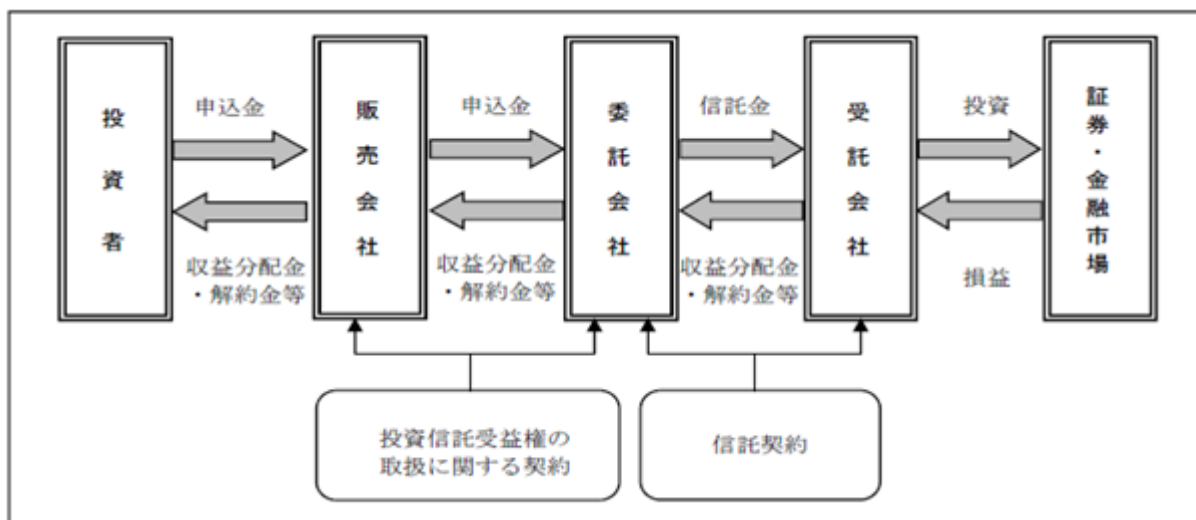 投資者
申込金
収益分配金
・解約金等
販売会社
申込金
収益分配金
・解約金等
委託会社
信託金
収益分配金
・解約金等
受託会社
投資
損益
証券・金融市場
投資信託受益権の
取扱に関する契約
信託契約